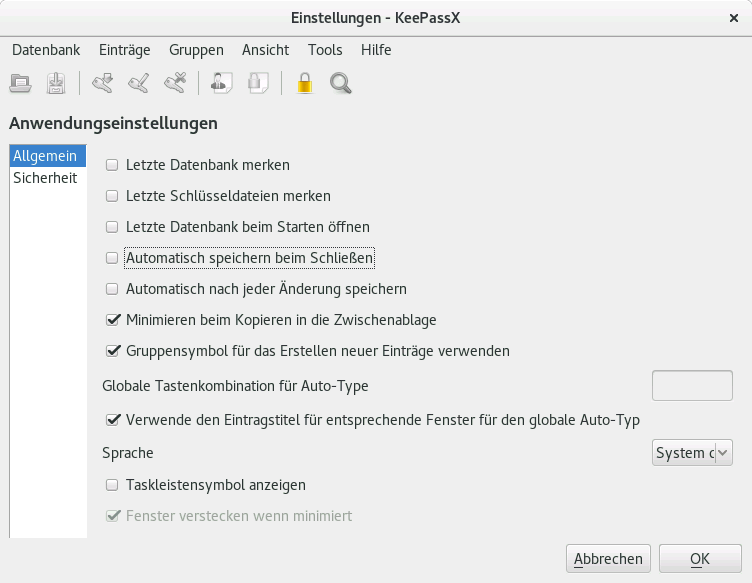 Einstellungen - KeePassX
Datenbank Einträge Gruppen Ansicht Tools Hilfe
Anwendungseinstellungen
Allgemein
Sicherheit
Letzte Datenbank merken
Letzte Schlüsseldateien merken
Letzte Datenbank beim Starten öffnen
Automatisch speichern beim Schließen
Automatisch nach jeder Änderung speichern
Minimieren beim Kopieren in die Zwischenablage
Gruppensymbol für das Erstellen neuer Einträge verwenden
Globale Tastenkombination für Auto-Type
Verwende den Eintragstitel für entsprechende Fenster für den globale Auto-Typ
Sprache System
Taskleistensymbol anzeigen
Fenster verstecken wenn minimiert
Abbrechen OK